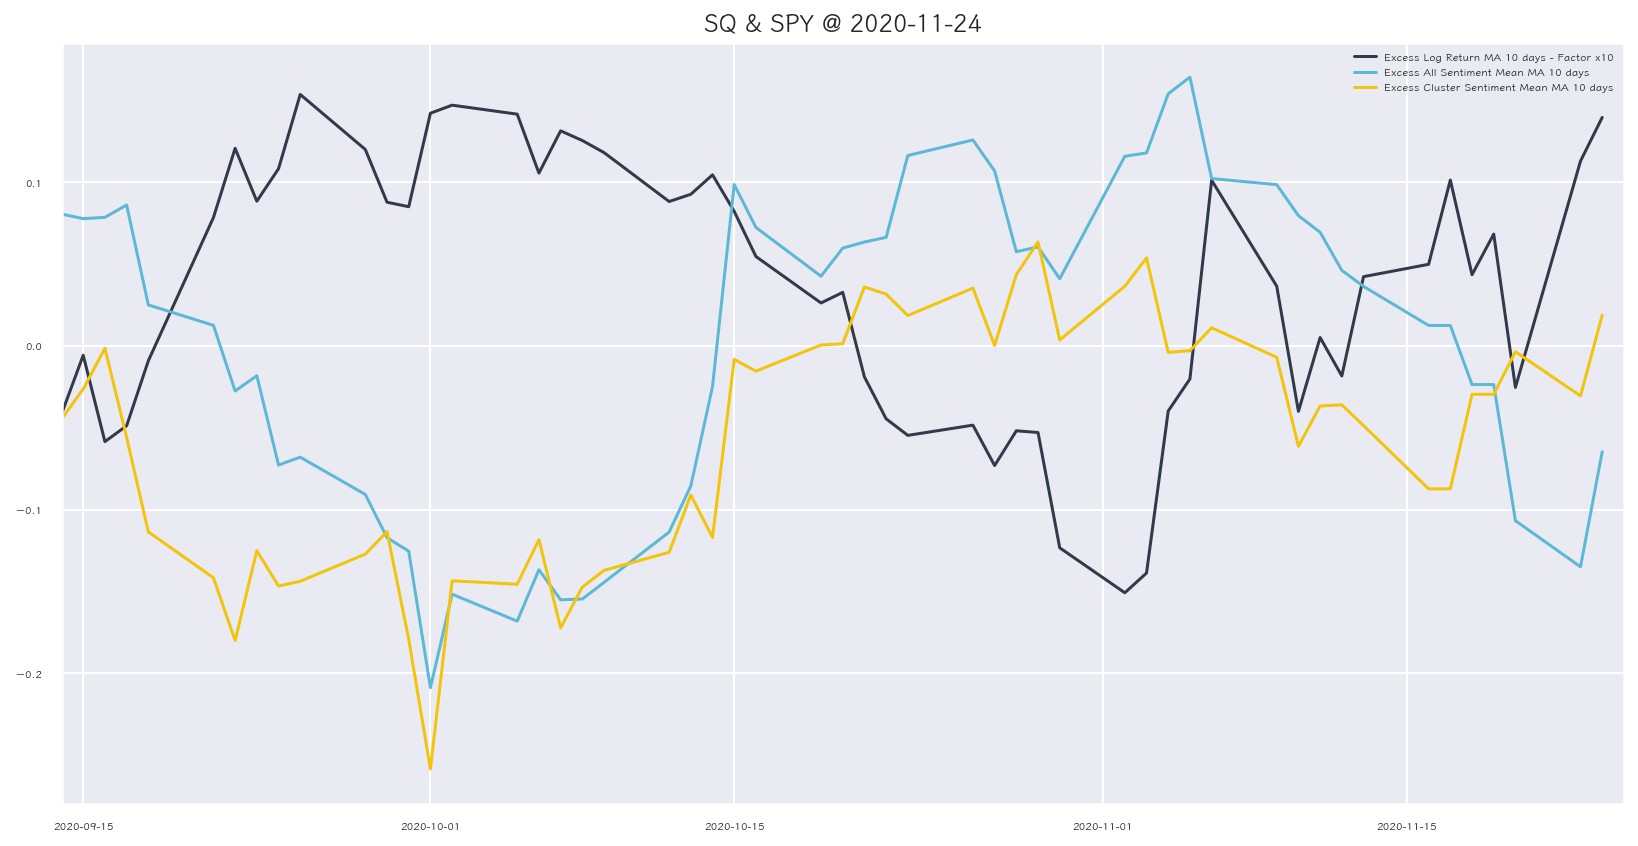 SQ & SPY @ 2020-11-24
Excess Log Return MA 10 days - Factor x10
Excess All Sentiment Mean MA 10 days
Excess Cluster Sentiment Mean MA 10 days
0.1
0.0
−0.1
−0.2
2020-09-15
2020-10-01
2020-10-15
2020-11-01
2020-11-15